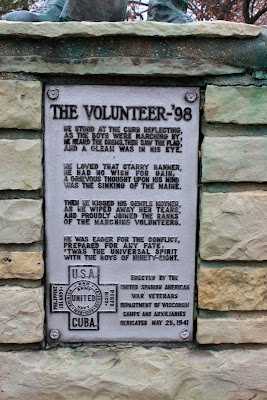 THE VOLUNTEER-'98
HE STOOD AT THE CURB REFLECTING,
AS THE BOYS WERE MARCHING BY,
HE HEARD THE DRUMS, THEN SAW THE FLAG,
AND A GLEAM WAS IN HIS EYE.
HE LOVED THAT STARRY BANNER,
HE HAD NO WISH FOR GAIN,
A GRIEVOUS THOUGHT UPON HIS MIND
WAS THE SINKING OF THE MAINE.
THEN HE KISSED HIS GENTLE MOTHER,
AS HE WIPED AWAY HER TEARS,
AND PROUDLY JOINED THE RANKS
OF THE MARCHING VOLUNTEERS.
HE WAS EAGER FOR THE CONFLICT,
PREPARED FOR ANY FATE,
'TWAS THE UNIVERSAL SPIRIT
WITH THE BOYS OF NINETY-EIGHT.
U.S.A.
PHILIPPINE
ISLANDS
UNITED
PORTO
RICO
CUBA
ERECTED BY THE
UNITED SPANISH AMERICAN
WAR VETERANS
DEPARTMENT OF WISCONSIN
CAMPS AND AUXILIARIES
DEDICATED MAY 25, 1941